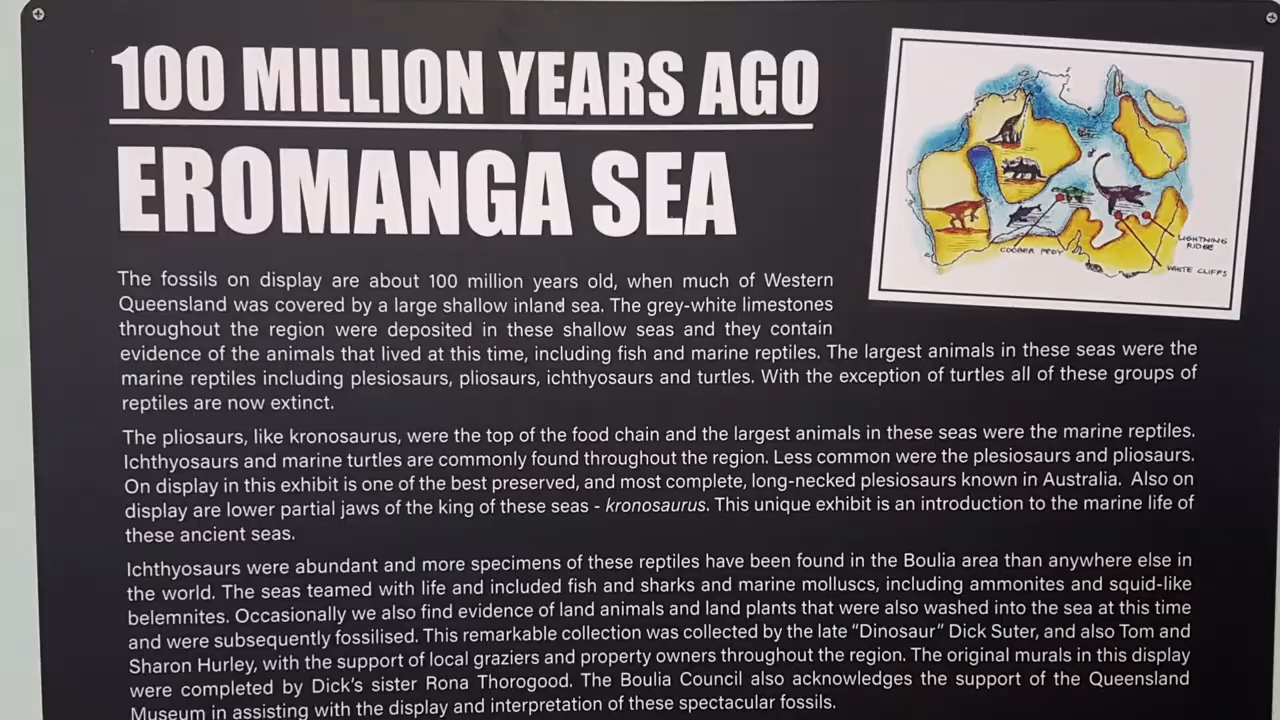 100 MILLION YEARS AGO
EROMANGA SEA
COOBER PEDY
LIGHTNING
RIDGE
WHITE CLIFFS
The fossils on display are about 100 million years old, when much of Western
Queensland was covered by a large shallow inland sea. The grey-white limestones
throughout the region were deposited in these shallow seas and they contain
evidence of the animals that lived at this time, including fish and marine reptiles. The largest animals in these seas were the
marine reptiles including plesiosaurs, pliosaurs, ichthyosaurs and turtles. With the exception of turtles all of these groups of
reptiles are now extinct.
The pliosaurs, like kronosaurus, were the top of the food chain and the largest animals in these seas were the marine reptiles.
Ichthyosaurs and marine turtles are commonly found throughout the region. Less common were the plesiosaurs and pliosaurs.
On display in this exhibit is one of the best preserved, and most complete, long-necked plesiosaurs known in Australia. Also on
display are lower partial jaws of the king of these seas - kronosaurus. This unique exhibit is an introduction to the marine life of
these ancient seas.
Ichthyosaurs were abundant and more specimens of these reptiles have been found in the Boulia area than anywhere else in
the world. The seas teamed with life and included fish and sharks and marine molluscs, including ammonites and squid-like
belemnites. Occasionally we also find evidence of land animals and land plants that were also washed into the sea at this time
and were subsequently fossilised. This remarkable collection was collected by the late "Dinosaur" Dick Suter, and also Tom and
Sharon Hurley, with the support of local graziers and property owners throughout the region. The original murals in this display
were completed by Dick's sister Rona Thorogood. The Boulia Council also acknowledges the support of the Queensland
Museum in assisting with the display and interpretation of these spectacular fossils.